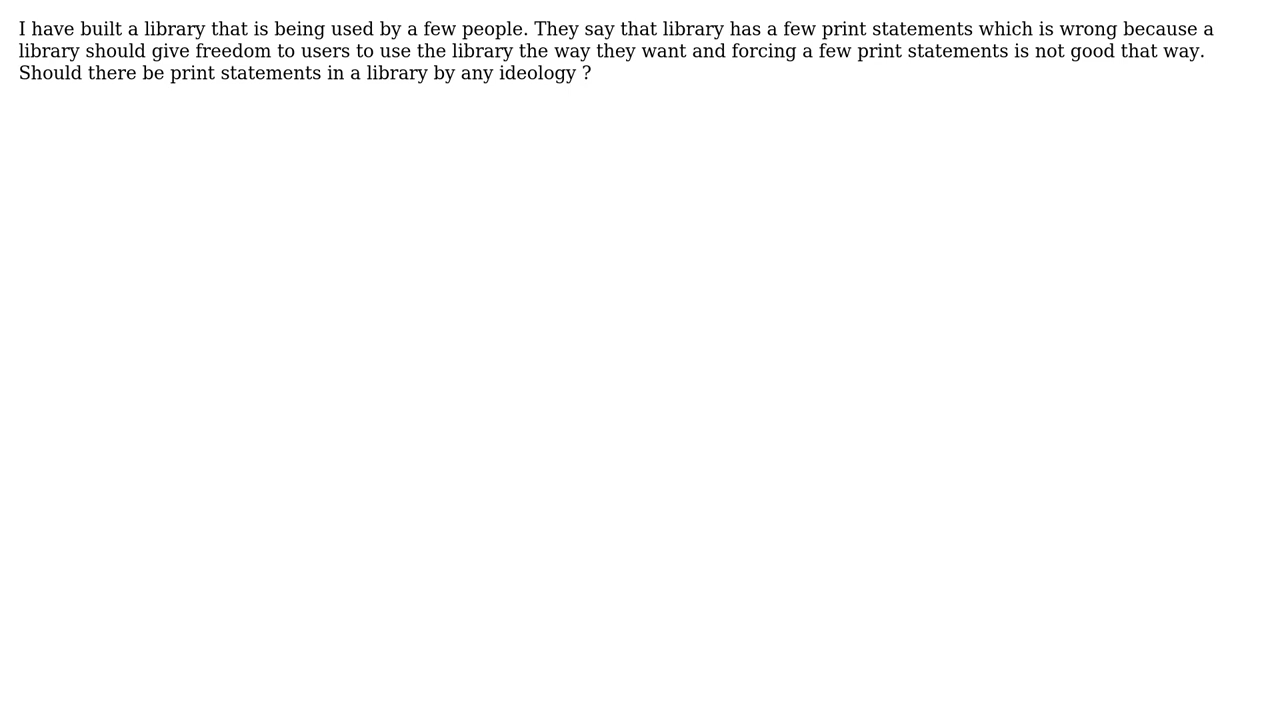 I have built a library that is being used by a few people. They say that library has a few print statements which is wrong because a
library should give freedom to users to use the library the way they want and forcing a few print statements is not good that way.
Should there be print statements in a library by any ideology ?